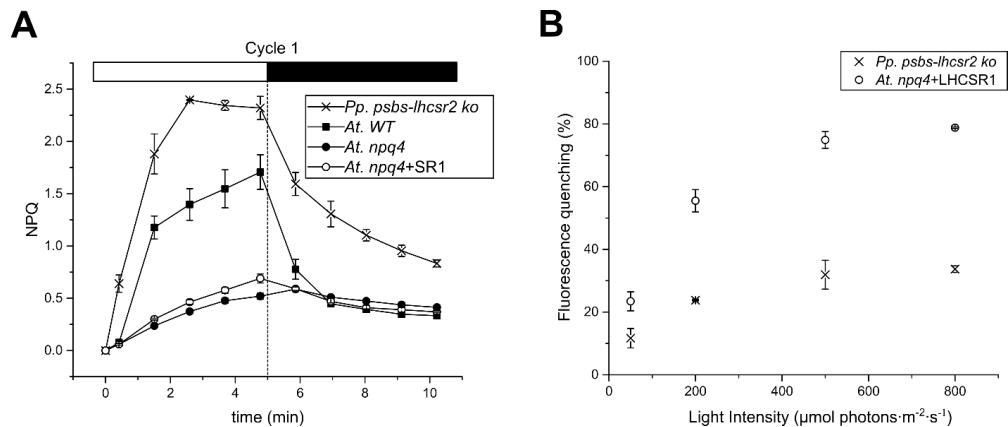 A
Cycle 1
2.5
2.0
1.5
1.0
0.5
0.0
NPQ
0
2
4
6
8
10
time (min)
Pp. psbs-lhcsr2 ko
At. WT
At. npq4
At. npq4+SR1
B
100
80
60
40
20
0
Fluorescence quenching (%)
0
200
400
600
800
Light Intensity (μmol photons·m⁻²·s⁻¹)
Pp. psbs-lhcsr2 ko
At. npq4+LHCSR1